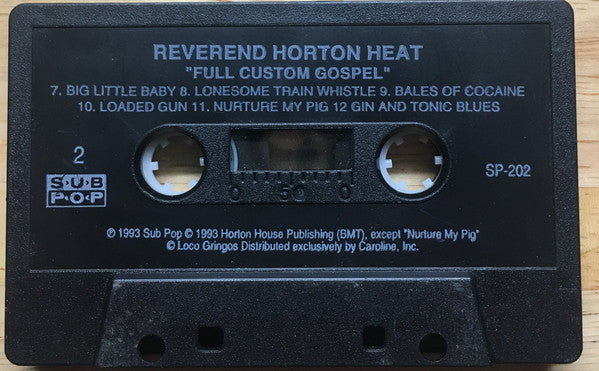 REVEREND HORTON HEAT
"FULL CUSTOM GOSPEL"
7. BIG LITTLE BABY 8. LONESOME TRAIN WHISTLE 9. BALES OF COCAINE
10. LOADED GUN 11. NURTURE MY PIG 12 GIN AND TONIC BLUES
2
SUB
POP
SP-202
0 50 0
℗ 1993 Sub Pop © 1993 Horton House Publishing (BMT), except "Nurture My Pig"
© Loco Gringos Distributed exclusively by Caroline, Inc.